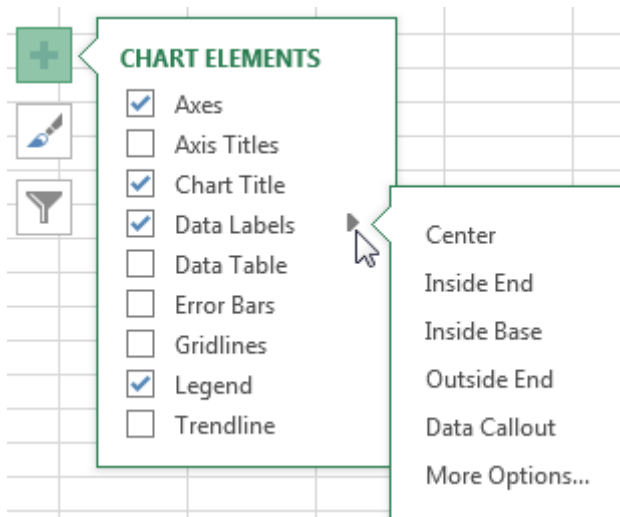 CHART ELEMENTS
Axes
Axis Titles
Chart Title
Data Labels
Data Table
Error Bars
Gridlines
Legend
Trendline
Center
Inside End
Inside Base
Outside End
Data Callout
More Options...